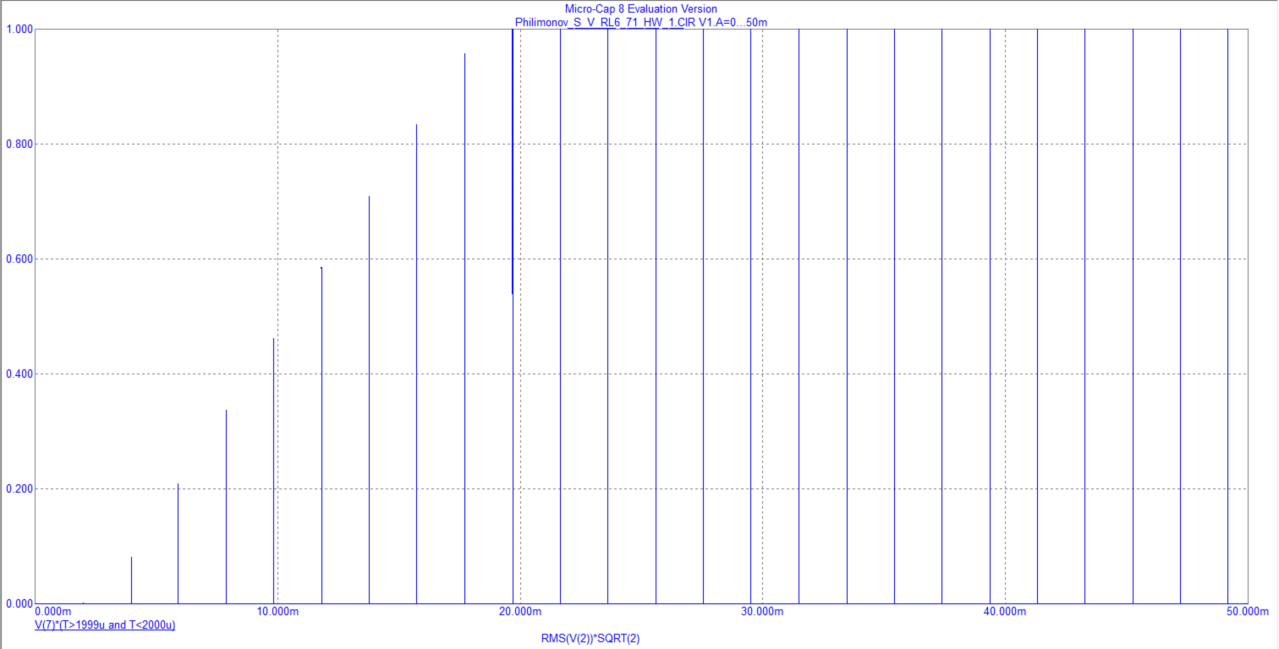 Micro-Cap 8 Evaluation Version
Philimonov_S_V_RL6_71_HW_1.CIR V1.A=0...50m
1.000
0.800
0.600
0.400
0.200
0.000
0.000m 10.000m 20.000m 30.000m 40.000m 50.000m
V(7)*(T>1999u and T<2000u)
RMS(V(2))*SQRT(2)